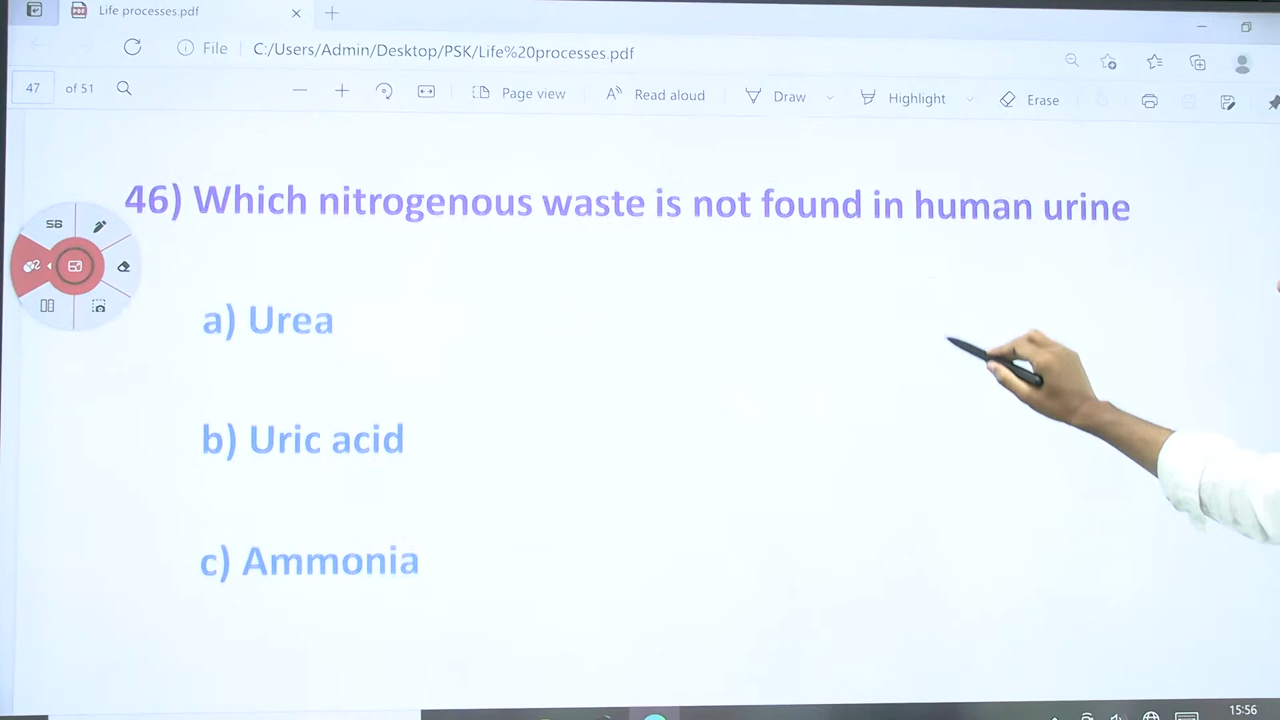 Life processes.pdf
File C:/Users/Admin/Desktop/PSK/Life%20processes.pdf
47 of 51 Page view Read aloud Draw Highlight Erase
46) Which nitrogenous waste is not found in human urine
SB
a) Urea
b) Uric acid
c) Ammonia
15:56